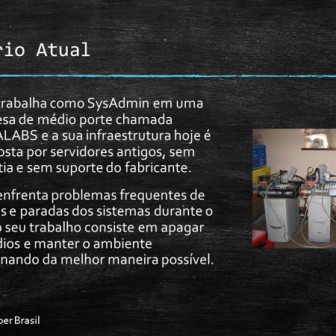 rio Atual
trabalha como SysAdmin em uma
esa de médio porte chamada
ALABS e a sua infraestrutura hoje é
osta por servidores antigos, sem
tia e sem suporte do fabricante.
enfrenta problemas frequentes de
s e paradas dos sistemas durante o
o seu trabalho consiste em apagar
dios e manter o ambiente
nando da melhor maneira possível.
per Brasil